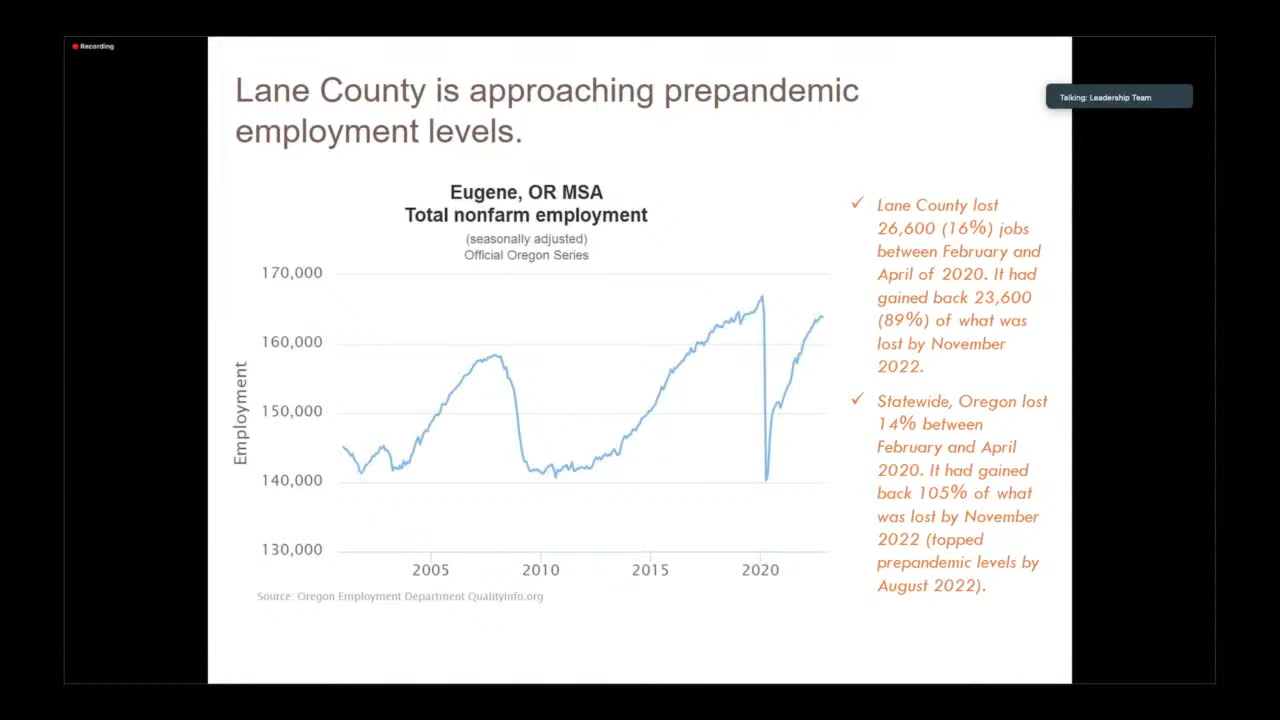 Recording
Lane County is approaching prepandemic
employment levels.
Talking: Leadership Team
Eugene, OR MSA
Total nonfarm employment
(seasonally adjusted)
Official Oregon Series
170,000
160,000
150,000
140,000
130,000
Employment
2005 2010 2015 2020
Source: Oregon Employment Department QualityInfo.org
✓ Lane County lost
26,600 (16%) jobs
between February and
April of 2020. It had
gained back 23,600
(89%) of what was
lost by November
2022.
✓ Statewide, Oregon lost
14% between
February and April
2020. It had gained
back 105% of what
was lost by November
2022 (topped
prepandemic levels by
August 2022).